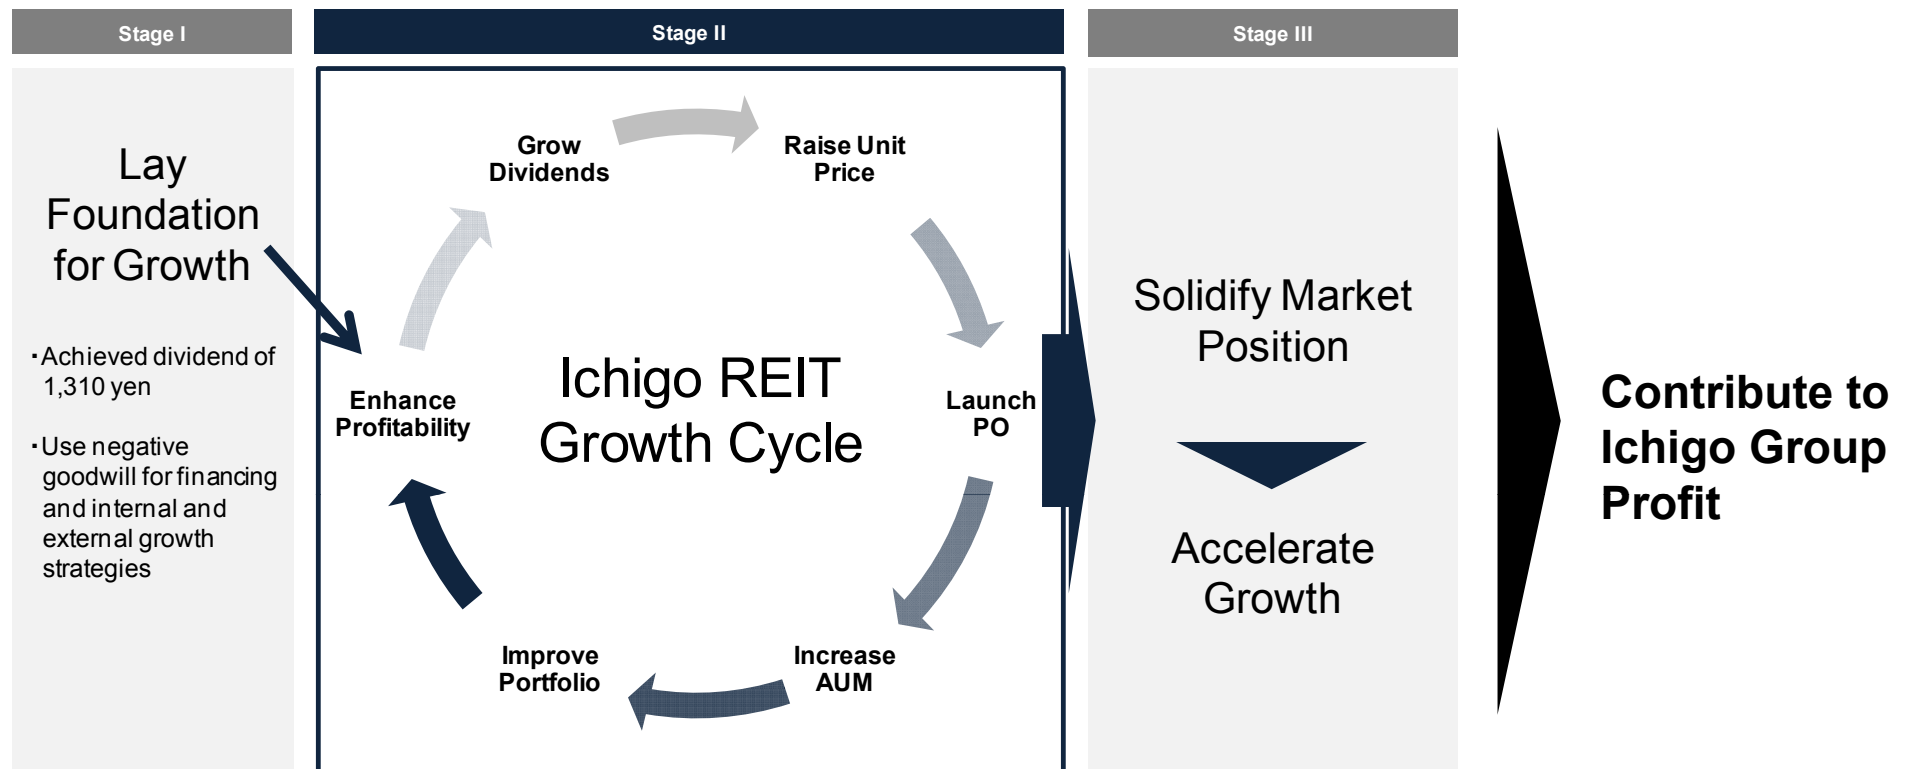 Stage I
Stage II
Stage III
Lay
Foundation
for Growth
・Achieved dividend of
1,310 yen
・Use negative
goodwill for financing
and internal and
external growth
strategies
Grow
Dividends
Raise Unit
Price
Enhance
Profitability
Ichigo REIT
Growth Cycle
Launch
PO
Improve
Portfolio
Increase
AUM
Solidify Market
Position
Accelerate
Growth
Contribute to
Ichigo Group
Profit